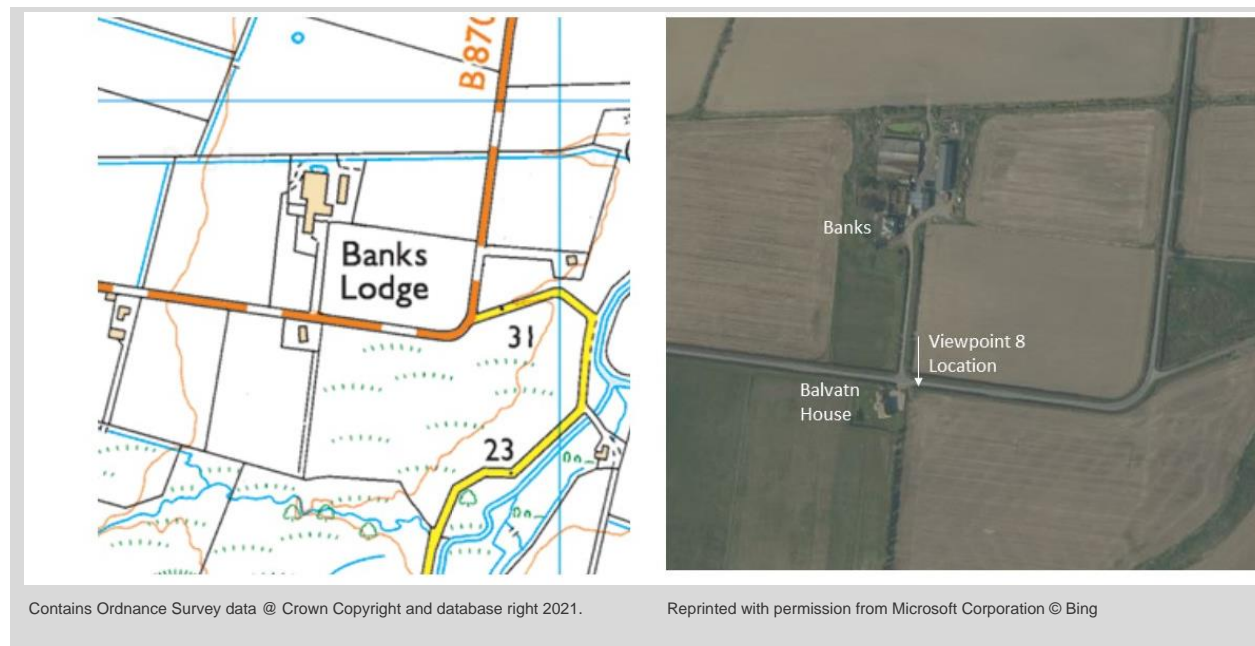 B 870
Banks
Lodge
31
23
Banks
Viewpoint 8
Location
Balvatn
House
Contains Ordnance Survey data @ Crown Copyright and database right 2021.
Reprinted with permission from Microsoft Corporation © Bing